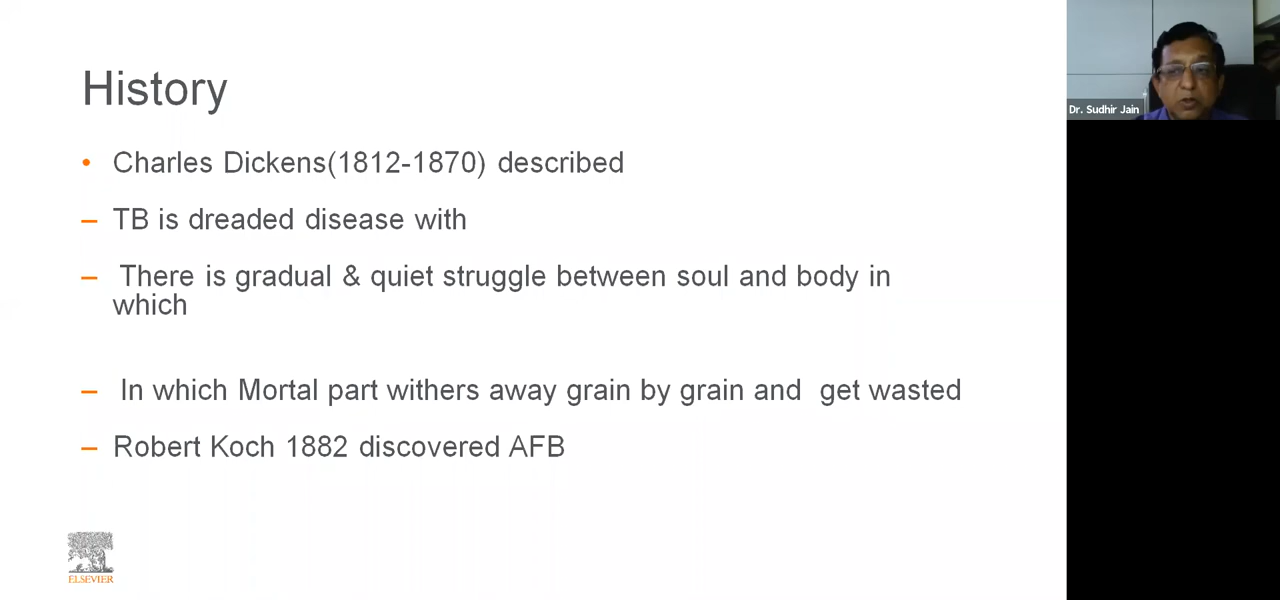 History
Dr. Sudhir Jain
• Charles Dickens(1812-1870) described
– TB is dreaded disease with
– There is gradual & quiet struggle between soul and body in
which
– In which Mortal part withers away grain by grain and get wasted
– Robert Koch 1882 discovered AFB
ELSEVIER